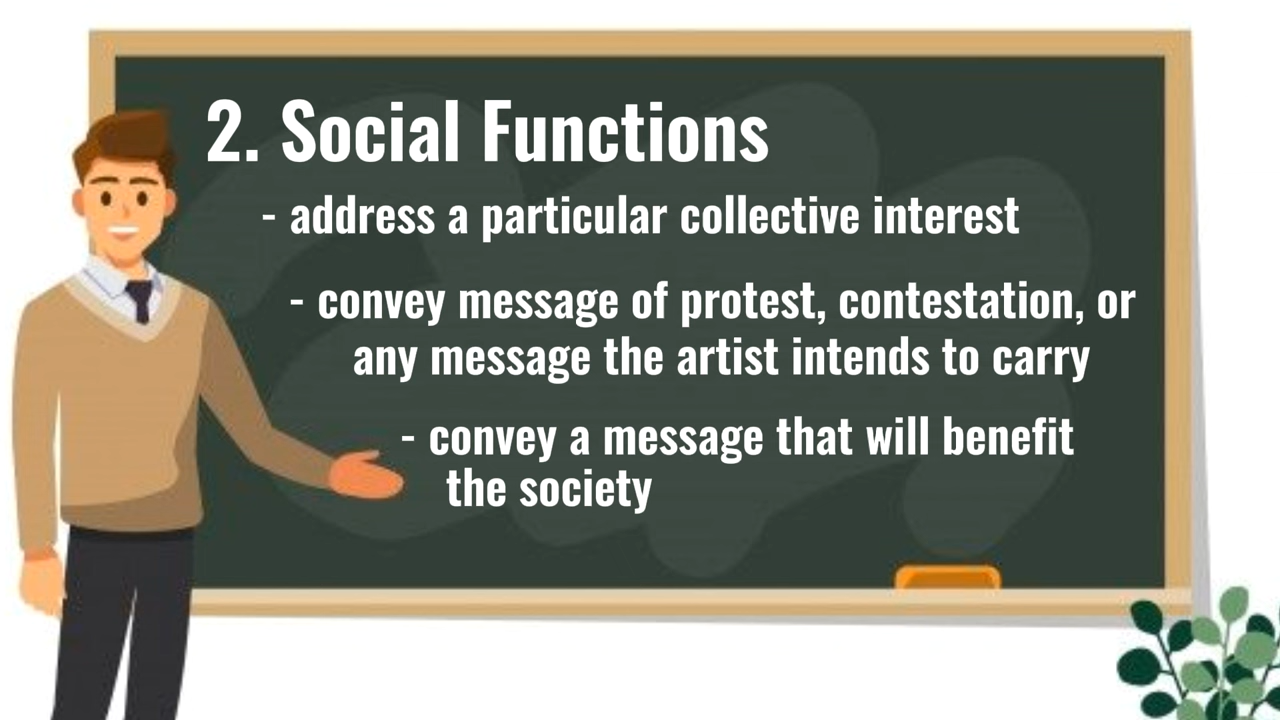 2. Social Functions
- address a particular collective interest
- convey message of protest, contestation, or
any message the artist intends to carry
- convey a message that will benefit
the society